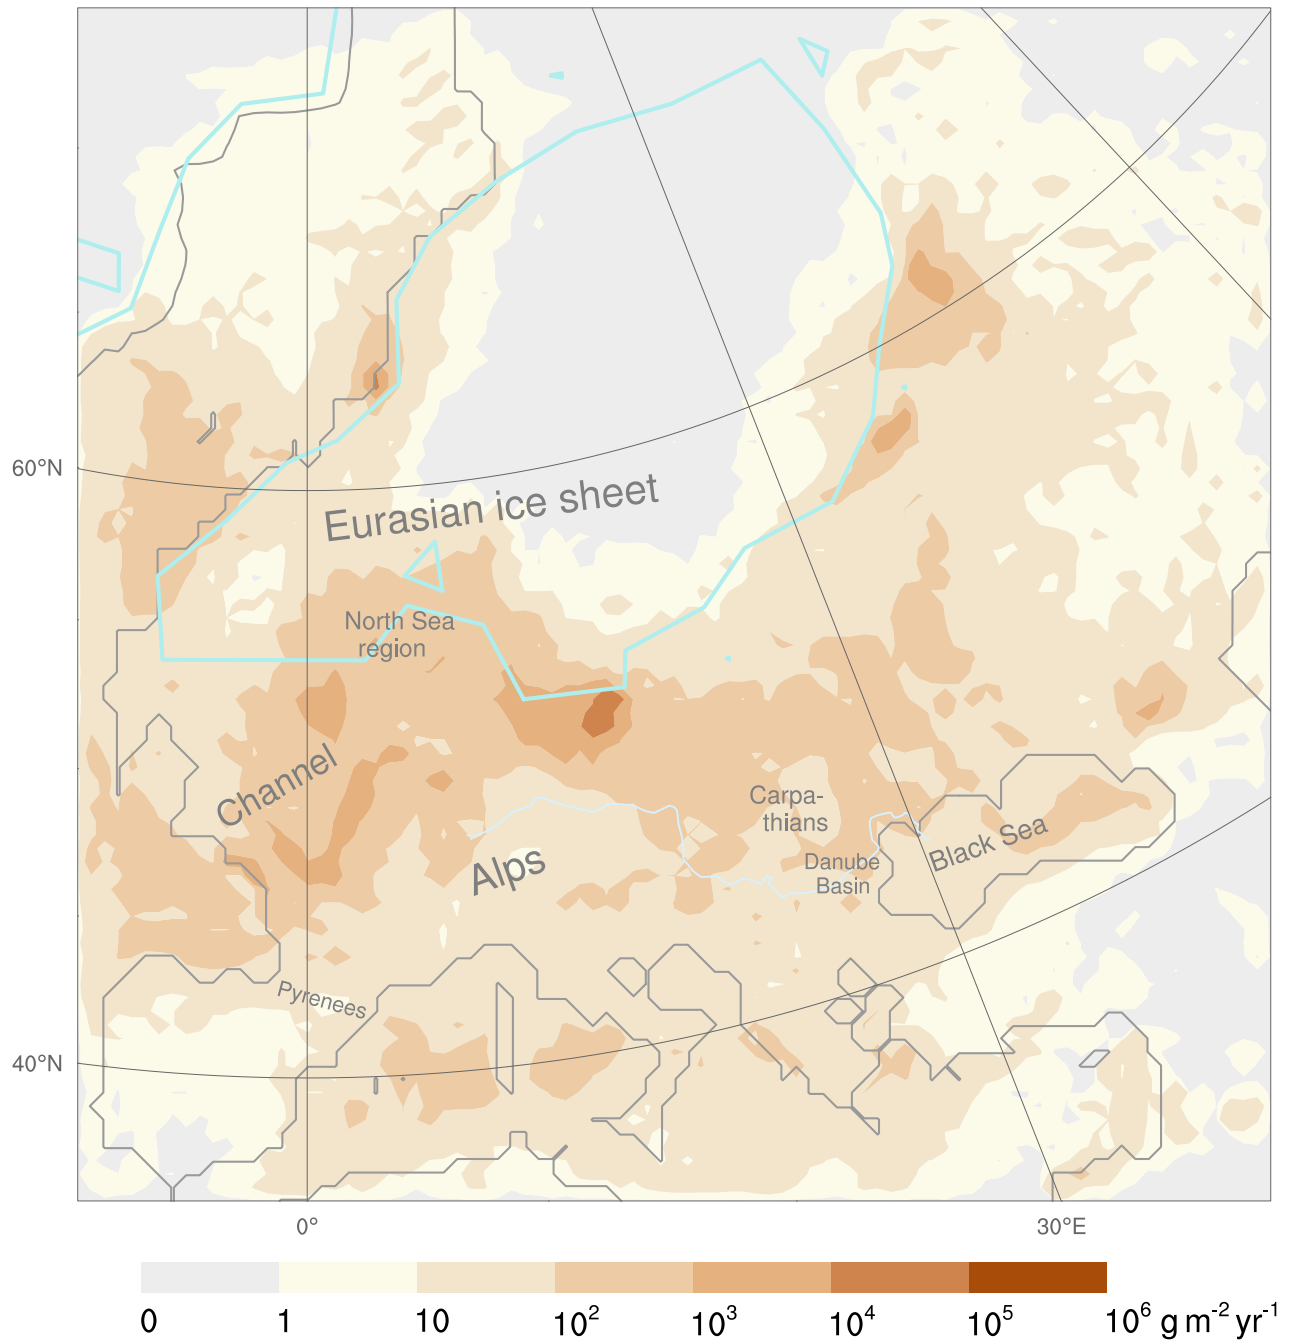 60°N
Eurasian ice sheet
North Sea
region
Channel
Carpa-
thians
Black Sea
Danube
Basin
Alps
Pyrenees
40°N
0°
30°E
0 1 10 10² 10³ 10⁴ 10⁵ 10⁶ g m⁻² yr⁻¹